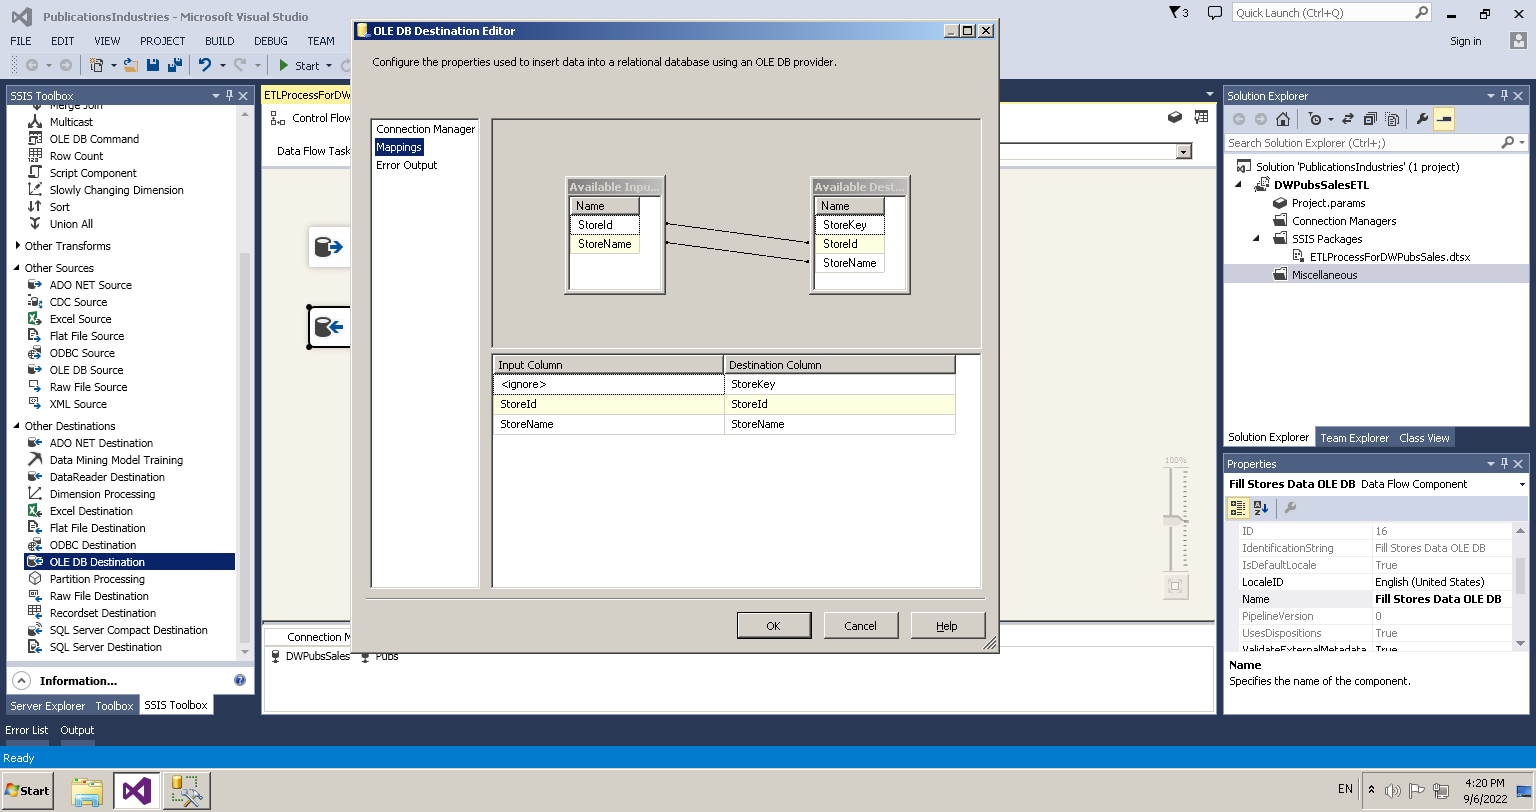 PublicationsIndustries - Microsoft Visual Studio
3
Quick Launch (Ctrl+Q)
FILE EDIT VIEW PROJECT BUILD DEBUG TEAM
Sign in
Start
OLE DB Destination Editor
Configure the properties used to insert data into a relational database using an OLE DB provider.
Connection Manager
Mappings
Error Output
Available Inpu...
Name
StoreId
StoreName
Available Dest...
Name
StoreKey
StoreId
StoreName
Input Column Destination Column
<ignore> StoreKey
StoreId StoreId
StoreName StoreName
OK Cancel Help
SSIS Toolbox
Merge Join
Multicast
OLE DB Command
Row Count
Script Component
Slowly Changing Dimension
Sort
Union All
Other Transforms
Other Sources
ADO NET Source
CDC Source
Excel Source
Flat File Source
ODBC Source
OLE DB Source
Raw File Source
XML Source
Other Destinations
ADO NET Destination
Data Mining Model Training
DataReader Destination
Dimension Processing
Excel Destination
Flat File Destination
ODBC Destination
OLE DB Destination
Partition Processing
Raw File Destination
Recordset Destination
SQL Server Compact Destination
SQL Server Destination
Information...
Server Explorer Toolbox SSIS Toolbox
ETLProcessForDW
Control Flow
Data Flow Task
100%
Connection M
DWPubsSales Pubs
Solution Explorer
Search Solution Explorer (Ctrl+;)
Solution 'PublicationsIndustries' (1 project)
DWPubsSalesETL
Project.params
Connection Managers
SSIS Packages
ETLProcessForDWPubsSales.dtsx
Miscellaneous
Solution Explorer Team Explorer Class View
Properties
Fill Stores Data OLE DB Data Flow Component
ID 16
IdentificationString Fill Stores Data OLE DB
IsDefaultLocale True
LocaleID English (United States)
Name Fill Stores Data OLE DB
PipelineVersion 0
UsesDispositions True
ValidateExternalMetadata True
Name
Specifies the name of the component.
Error List Output
Ready
Start
EN
4:20 PM
9/6/2022